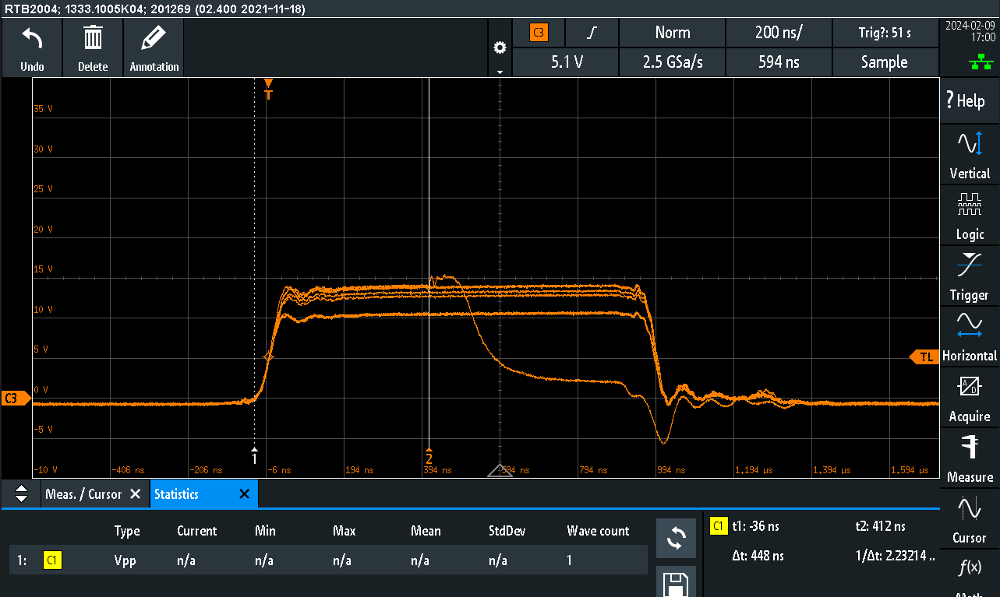 RTB2004; 1333.1005K04; 201269 (02.400 2021-11-18)
Undo
Delete
Annotation
C3
Norm
200 ns/
Trig?: 51 s
2024-02-09
17:00
5.1 V
2.5 GSa/s
594 ns
Sample
T
35 V
30 V
25 V
20 V
15 V
10 V
5 V
0 V
-5 V
-10 V
C3
TL
1
2
-406 ns
-206 ns
-6 ns
194 ns
394 ns
594 ns
794 ns
994 ns
1,194 µs
1,394 µs
1,594 µs
? Help
Vertical
Logic
Trigger
Horizontal
A/D
Acquire
Measure
Cursor
f(x)
Math
Meas. / Cursor
Statistics
Type
Current
Min
Max
Mean
StdDev
Wave count
1:
C1
Vpp
n/a
n/a
n/a
n/a
n/a
1
C1
t1: -36 ns
t2: 412 ns
Δt: 448 ns
1/Δt: 2.23214 ..